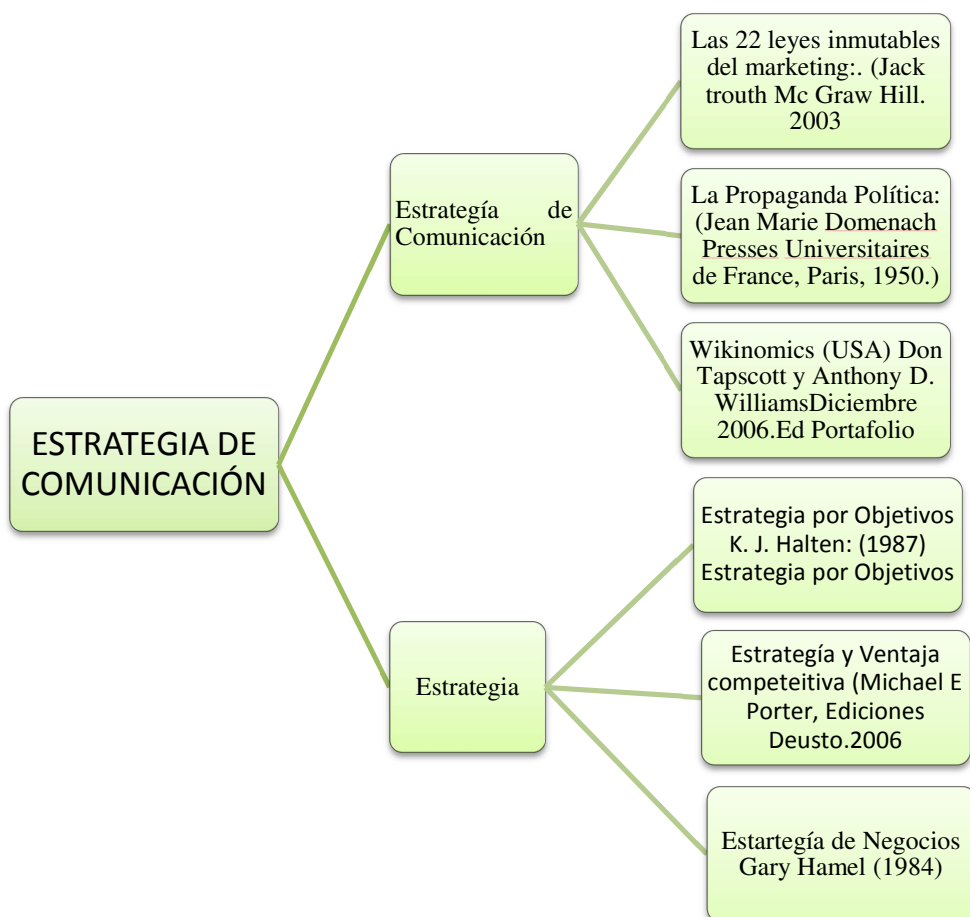 ESTRATEGIA DE
COMUNICACIÓN
Estrategía de
Comunicación
Las 22 leyes inmutables
del marketing:. (Jack
trouth Mc Graw Hill.
2003
La Propaganda Política:
(Jean Marie Domenach
Presses Universitaires
de France, Paris, 1950.)
Wikinomics (USA) Don
Tapscott y Anthony D.
WilliamsDiciembre
2006.Ed Portafolio
Estrategia
Estrategia por Objetivos
K. J. Halten: (1987)
Estrategia por Objetivos
Estrategía y Ventaja
competeitiva (Michael E
Porter, Ediciones
Deusto.2006
Estartegía de Negocios
Gary Hamel (1984)